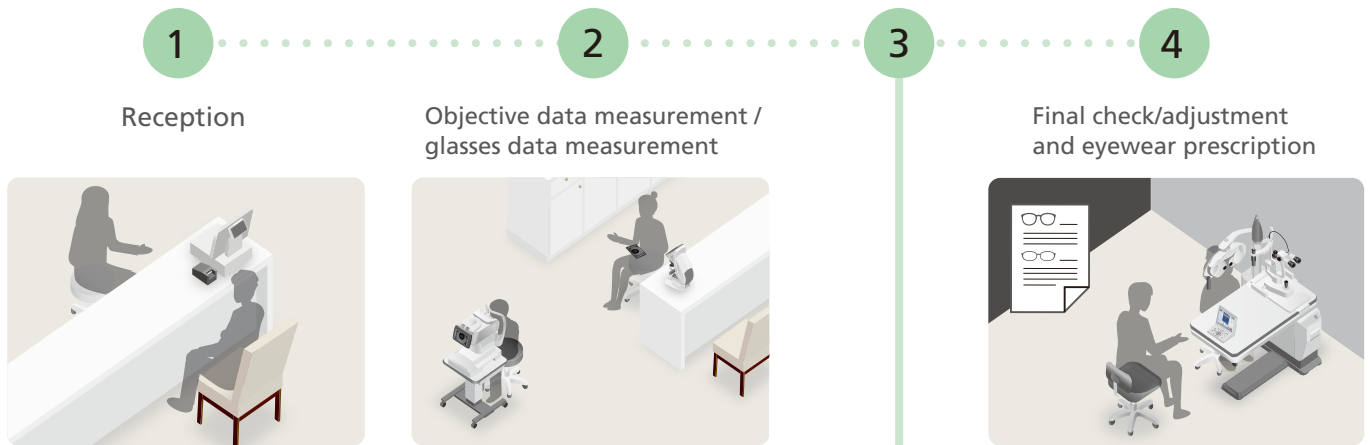 1
2
3
4
Reception
Objective data measurement /
glasses data measurement
Final check/adjustment
and eyewear prescription